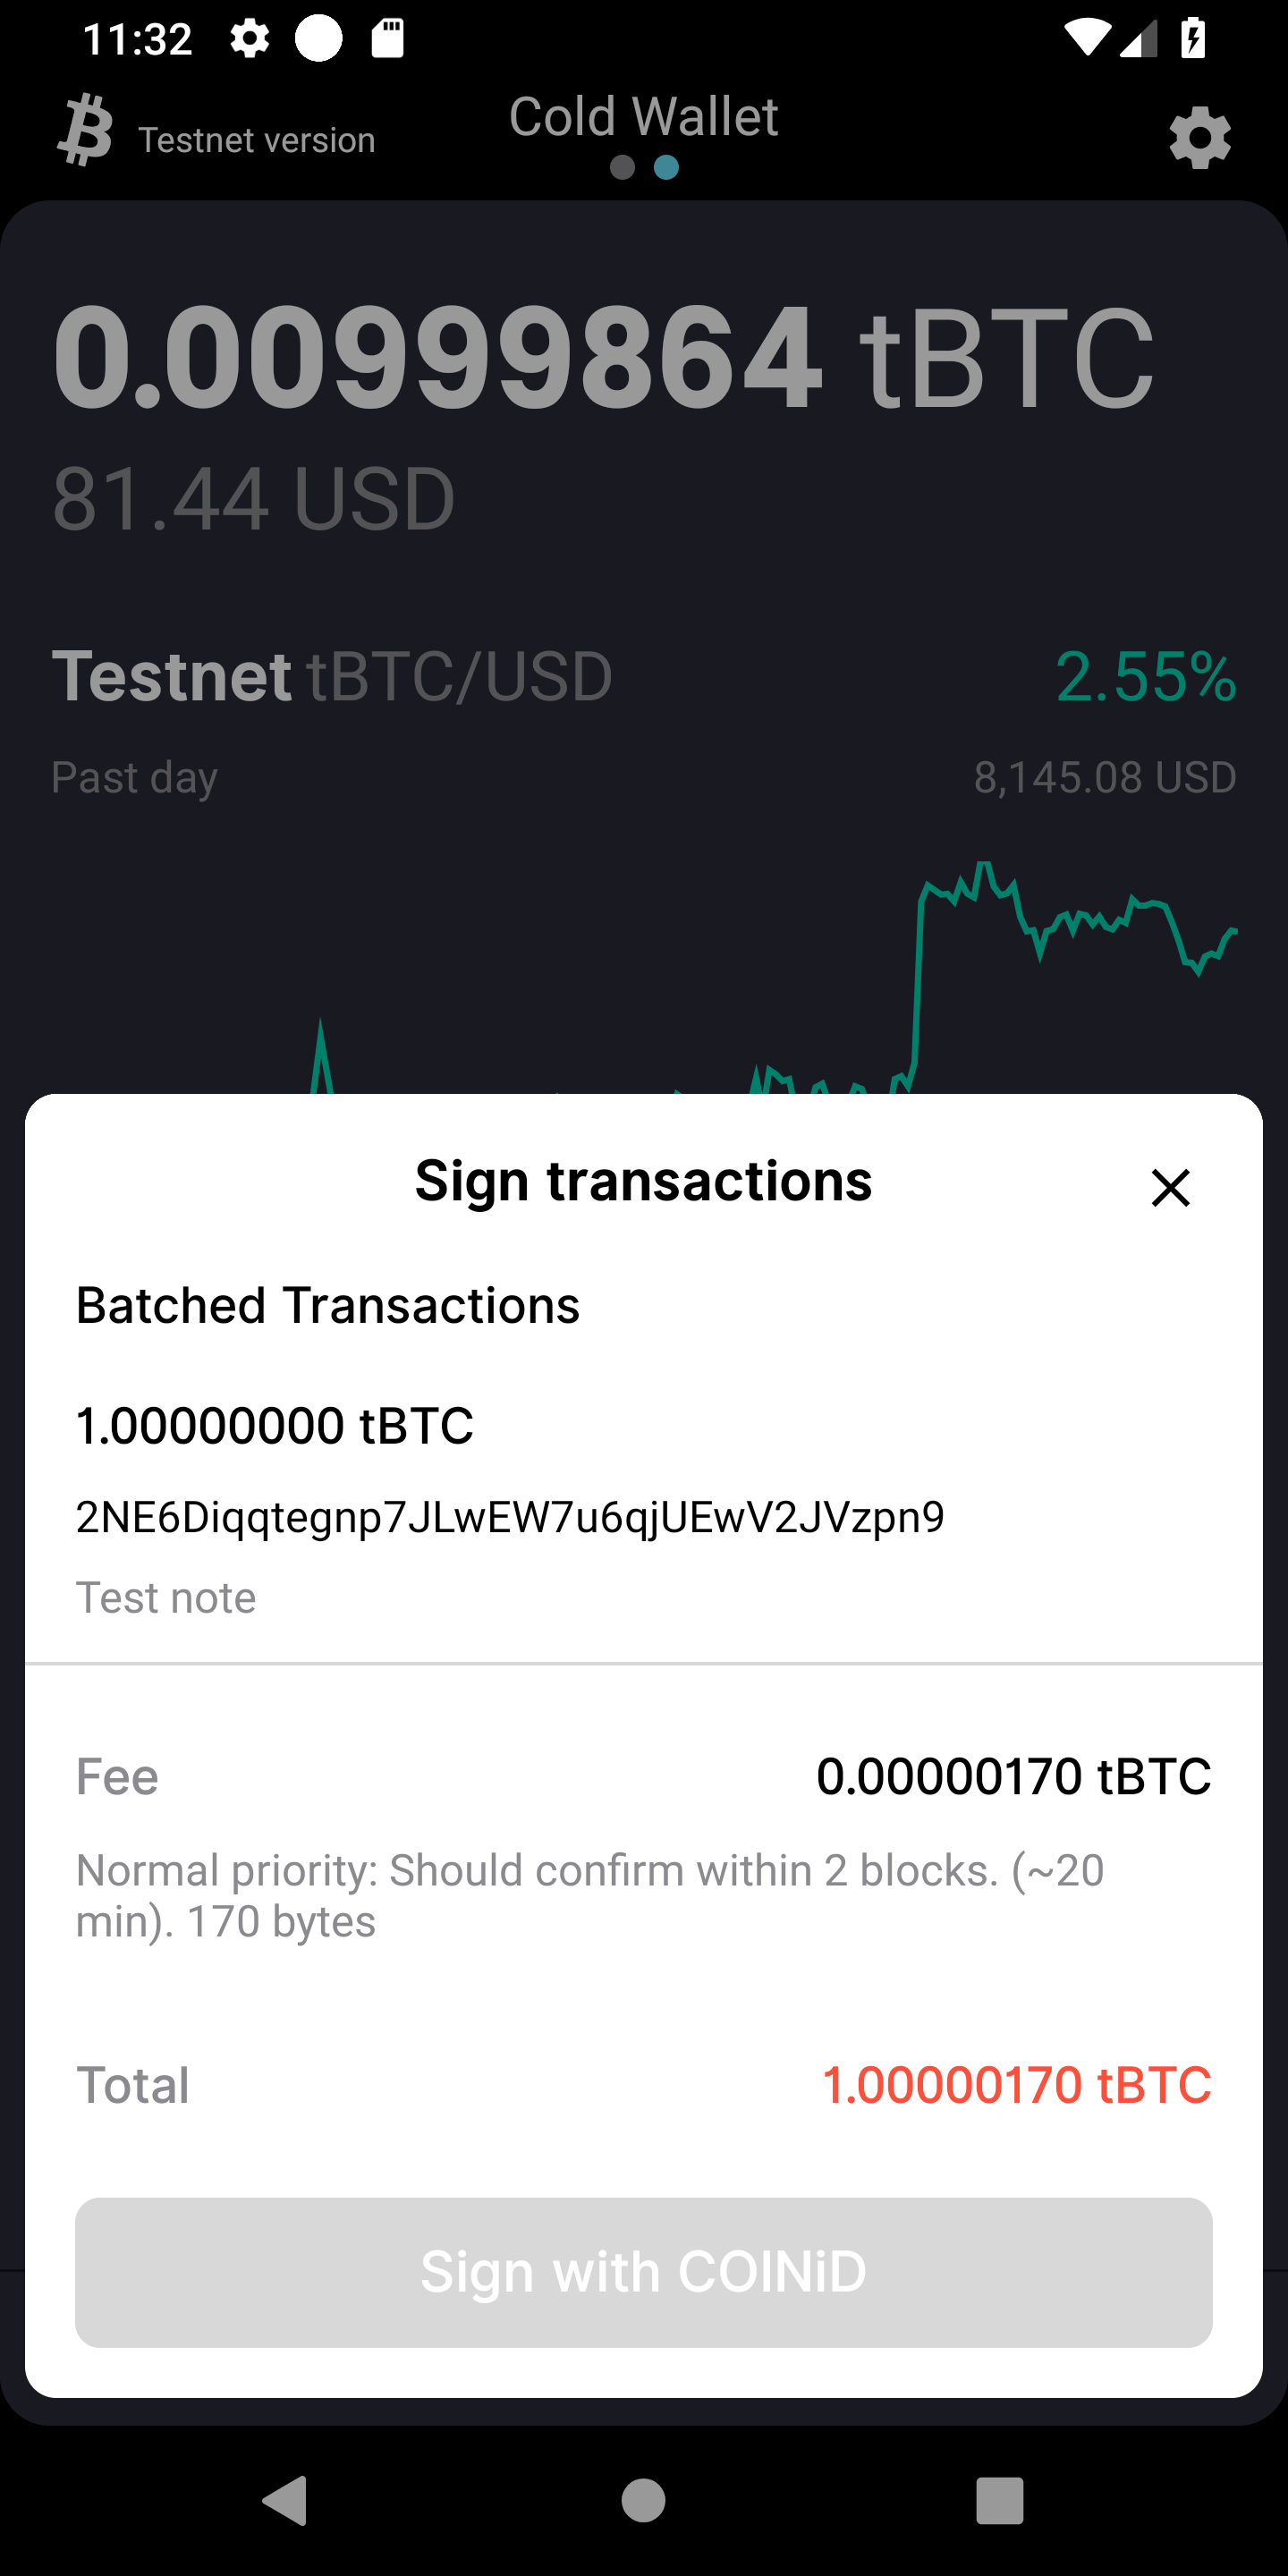 11:32
Testnet version
Cold Wallet
0.00999864 tBTC
81.44 USD
Testnet tBTC/USD 2.55%
Past day 8,145.08 USD
Sign transactions
Batched Transactions
1.00000000 tBTC
2NE6Diqqtegnp7JLwEW7u6qjUEwV2JVzpn9
Test note
Fee 0.00000170 tBTC
Normal priority: Should confirm within 2 blocks. (~20
min). 170 bytes
Total 1.00000170 tBTC
Sign with COINiD